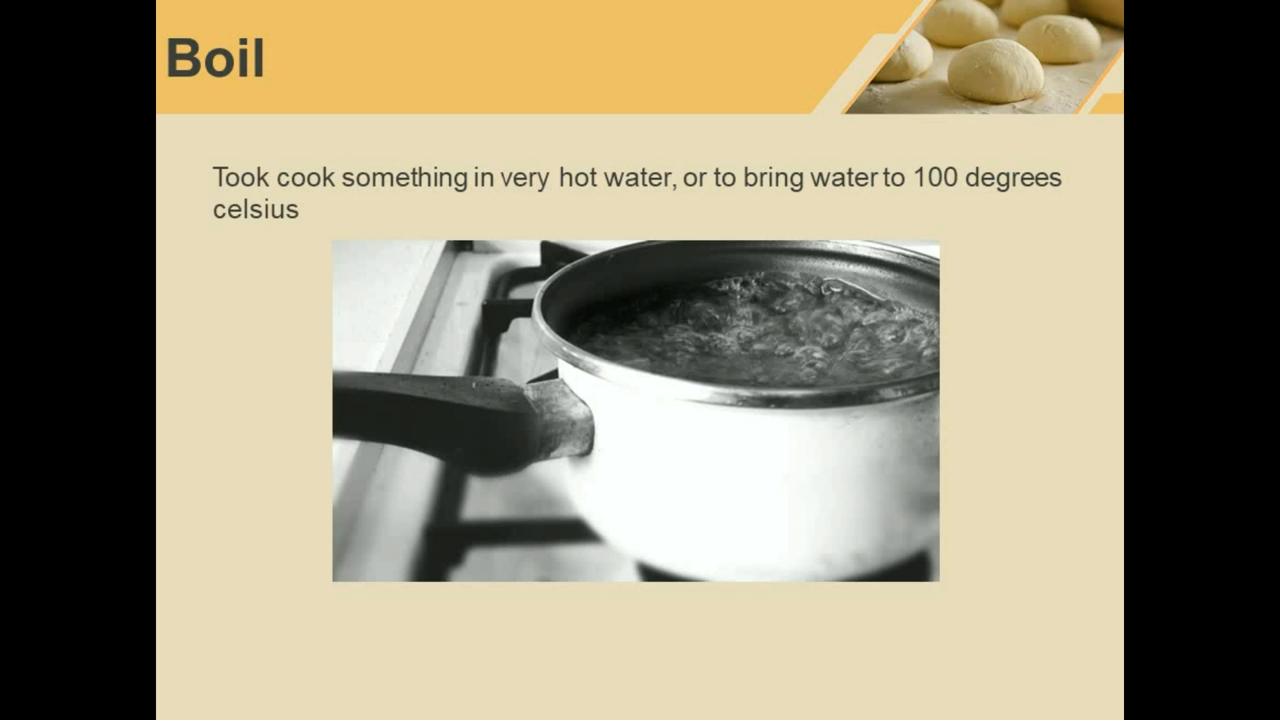 Boil
Took cook something in very hot water, or to bring water to 100 degrees
celsius